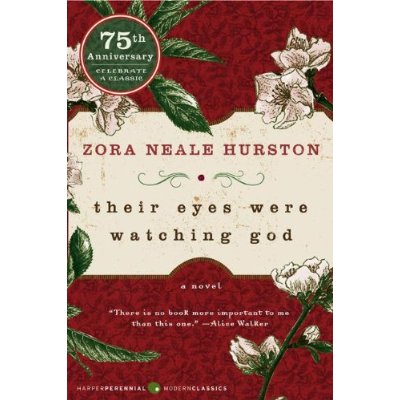 75th
Anniversary
CELEBRATE
A CLASSIC
ZORA NEALE HURSTON
their eyes were
watching god
a novel
"There is no book more important to me
than this one." —Alice Walker
HARPERPERENNIAL MODERNCLASSICS